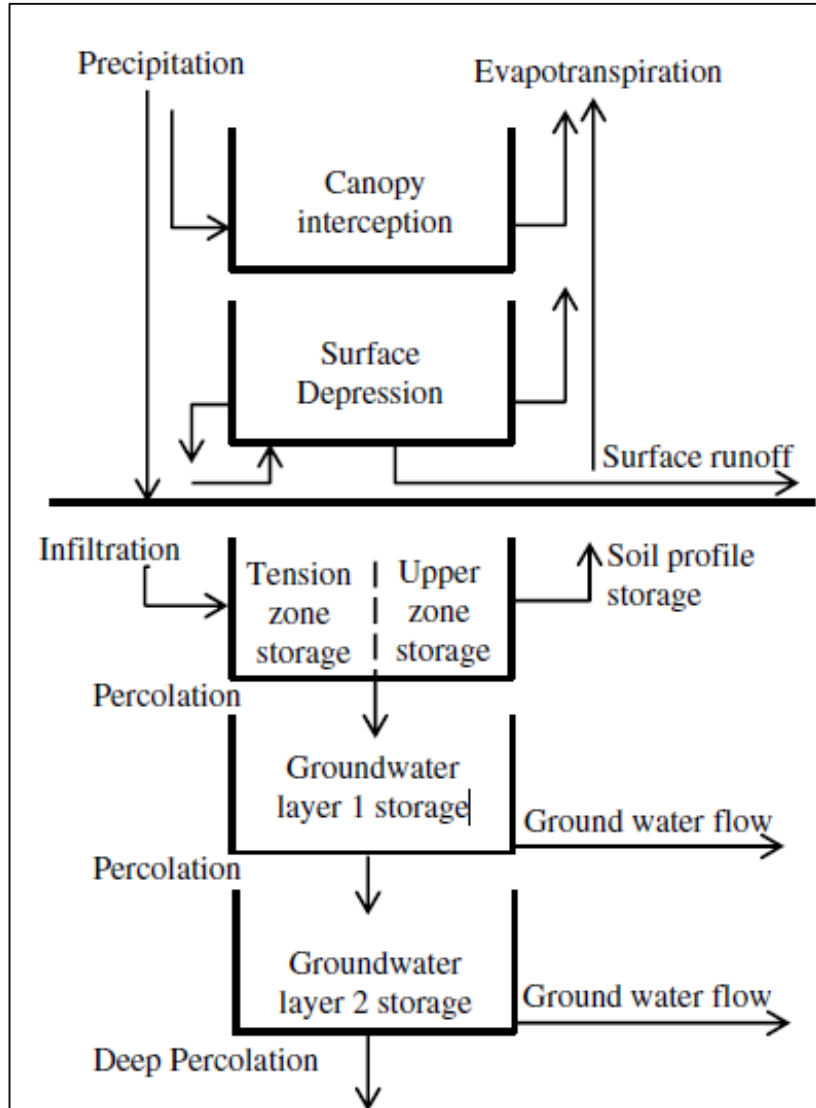 Precipitation
Evapotranspiration
Canopy
interception
Surface
Depression
Surface runoff
Infiltration
Tension
zone
storage
Upper
zone
storage
Soil profile
storage
Percolation
Groundwater
layer 1 storage
Ground water flow
Percolation
Groundwater
layer 2 storage
Ground water flow
Deep Percolation